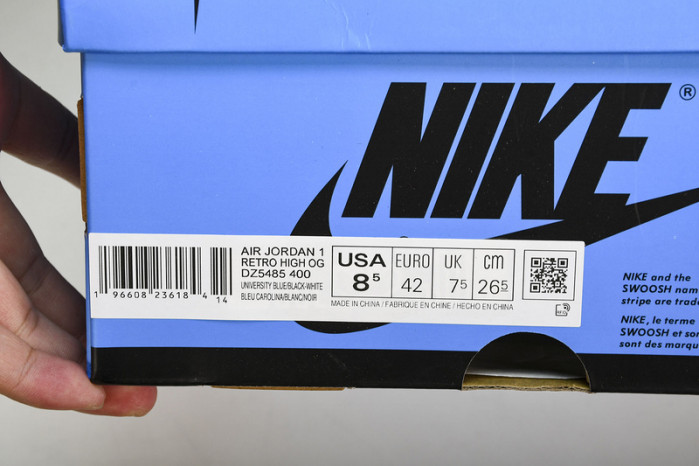 NIKE®
AIR JORDAN 1
RETRO HIGH OG
DZ5485 400
UNIVERSITY BLUE/BLACK-WHITE
BLEU CAROLINA/BLANC/NOIR
1 96608 23618 4
14
USA
8⁵
EURO
42
UK
7⁵
cm
26⁵
MADE IN CHINA / FABRIQUE EN CHINE / HECHO EN CHINA
NIKE and the
SWOOSH nam
stripe are trade
NIKE, le terme
SWOOSH et so
sont des marqu